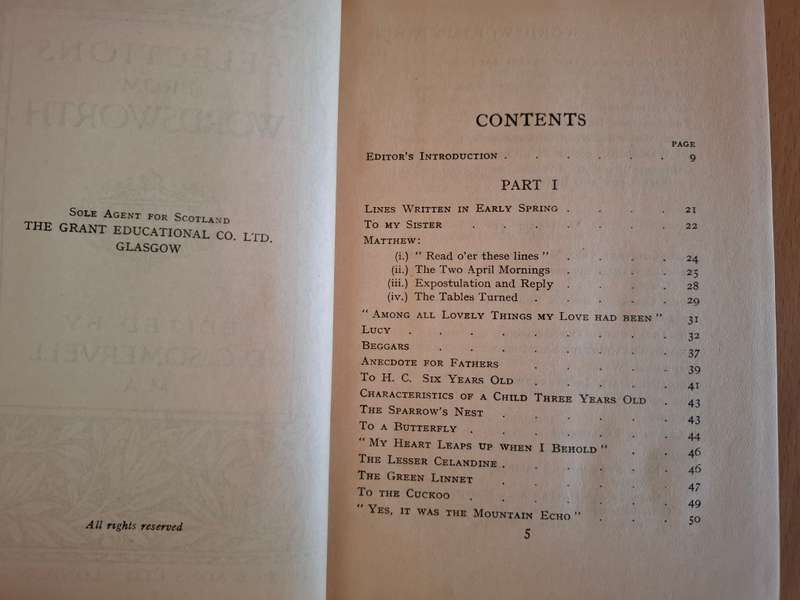 Sole Agent for Scotland
THE GRANT EDUCATIONAL CO. LTD.
GLASGOW
All rights reserved
CONTENTS
PAGE
Editor's Introduction . . . . . . 9
PART I
Lines Written in Early Spring . . . . 21
To my Sister . . . . . . . 22
Matthew:
(i.) " Read o'er these lines " . . . . 24
(ii.) The Two April Mornings . . . . 25
(iii.) Expostulation and Reply . . . . 28
(iv.) The Tables Turned . . . . . 29
" Among all Lovely Things my Love had been " 31
Lucy . . . . . . . . . 32
Beggars . . . . . . . . 37
Anecdote for Fathers . . . . . 39
To H. C. Six Years Old . . . . . 41
Characteristics of a Child Three Years Old . 43
The Sparrow's Nest . . . . . . 43
To a Butterfly . . . . . . . 44
" My Heart Leaps up when I Behold " . . 46
The Lesser Celandine . . . . . . 46
The Green Linnet . . . . . . 47
To the Cuckoo . . . . . . . 49
" Yes, it was the Mountain Echo " . . . 50
5